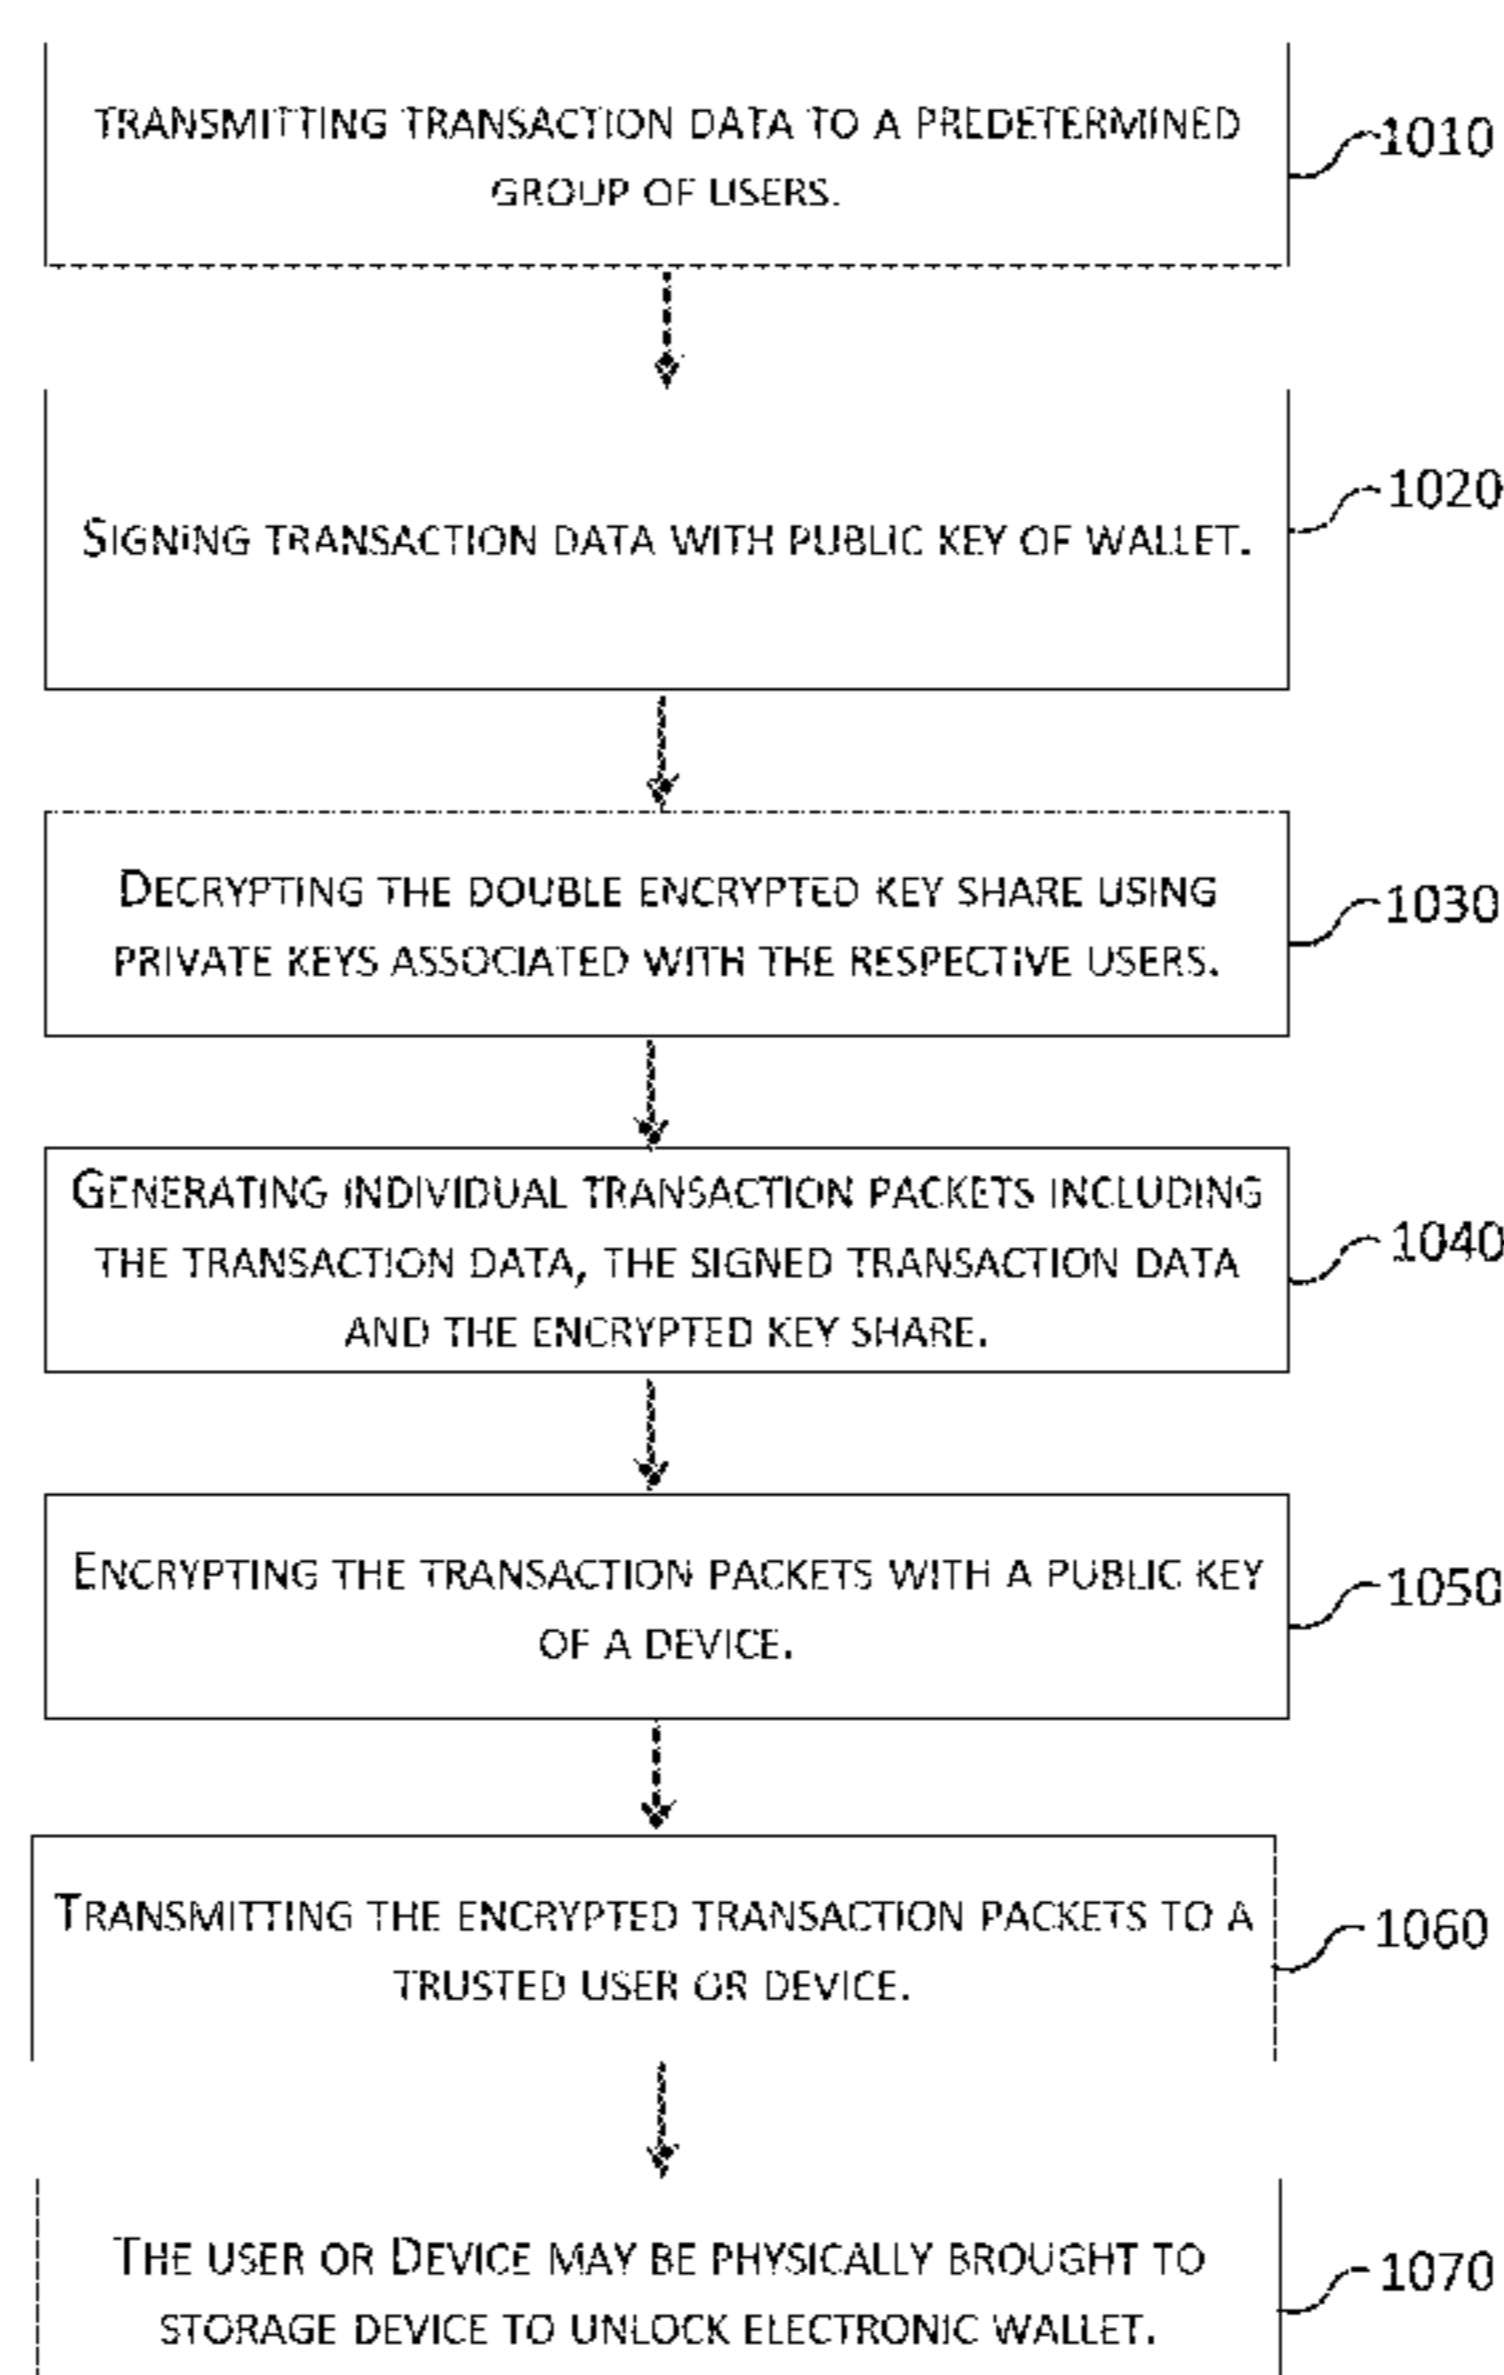 TRANSMITTING TRANSACTION DATA TO A PREDETERMINED
GROUP OF USERS.
1010
SIGNING TRANSACTION DATA WITH PUBLIC KEY OF WALLET.
1020
DECRYPTING THE DOUBLE ENCRYPTED KEY SHARE USING
PRIVATE KEYS ASSOCIATED WITH THE RESPECTIVE USERS.
1030
GENERATING INDIVIDUAL TRANSACTION PACKETS INCLUDING
THE TRANSACTION DATA, THE SIGNED TRANSACTION DATA
AND THE ENCRYPTED KEY SHARE.
1040
ENCRYPTING THE TRANSACTION PACKETS WITH A PUBLIC KEY
OF A DEVICE.
1050
TRANSMITTING THE ENCRYPTED TRANSACTION PACKETS TO A
TRUSTED USER OR DEVICE.
1060
THE USER OR DEVICE MAY BE PHYSICALLY BROUGHT TO
STORAGE DEVICE TO UNLOCK ELECTRONIC WALLET.
1070